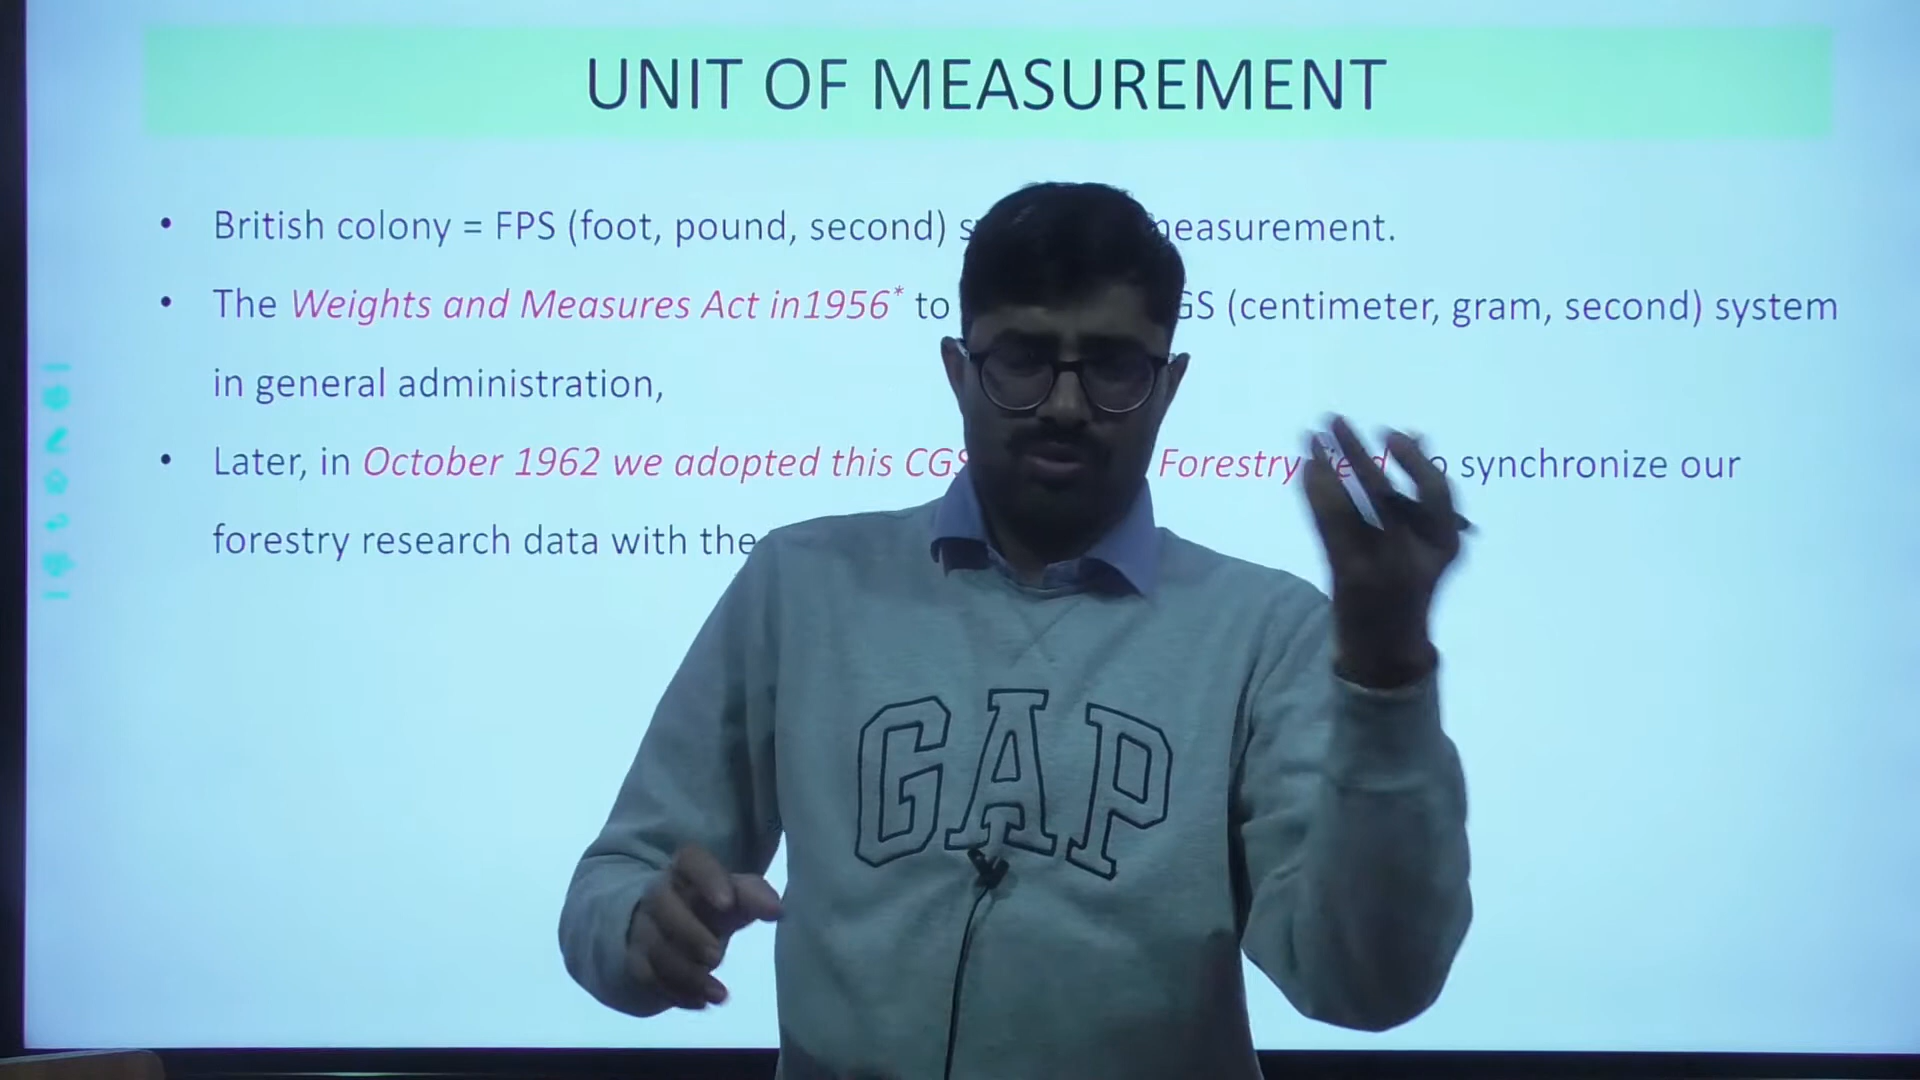 UNIT OF MEASUREMENT
• British colony = FPS (foot, pound, second) measurement.
• The Weights and Measures Act in1956* to (centimeter, gram, second) system
in general administration,
• Later, in October 1962 we adopted this Forestry synchronize our
forestry research data with the
GAP